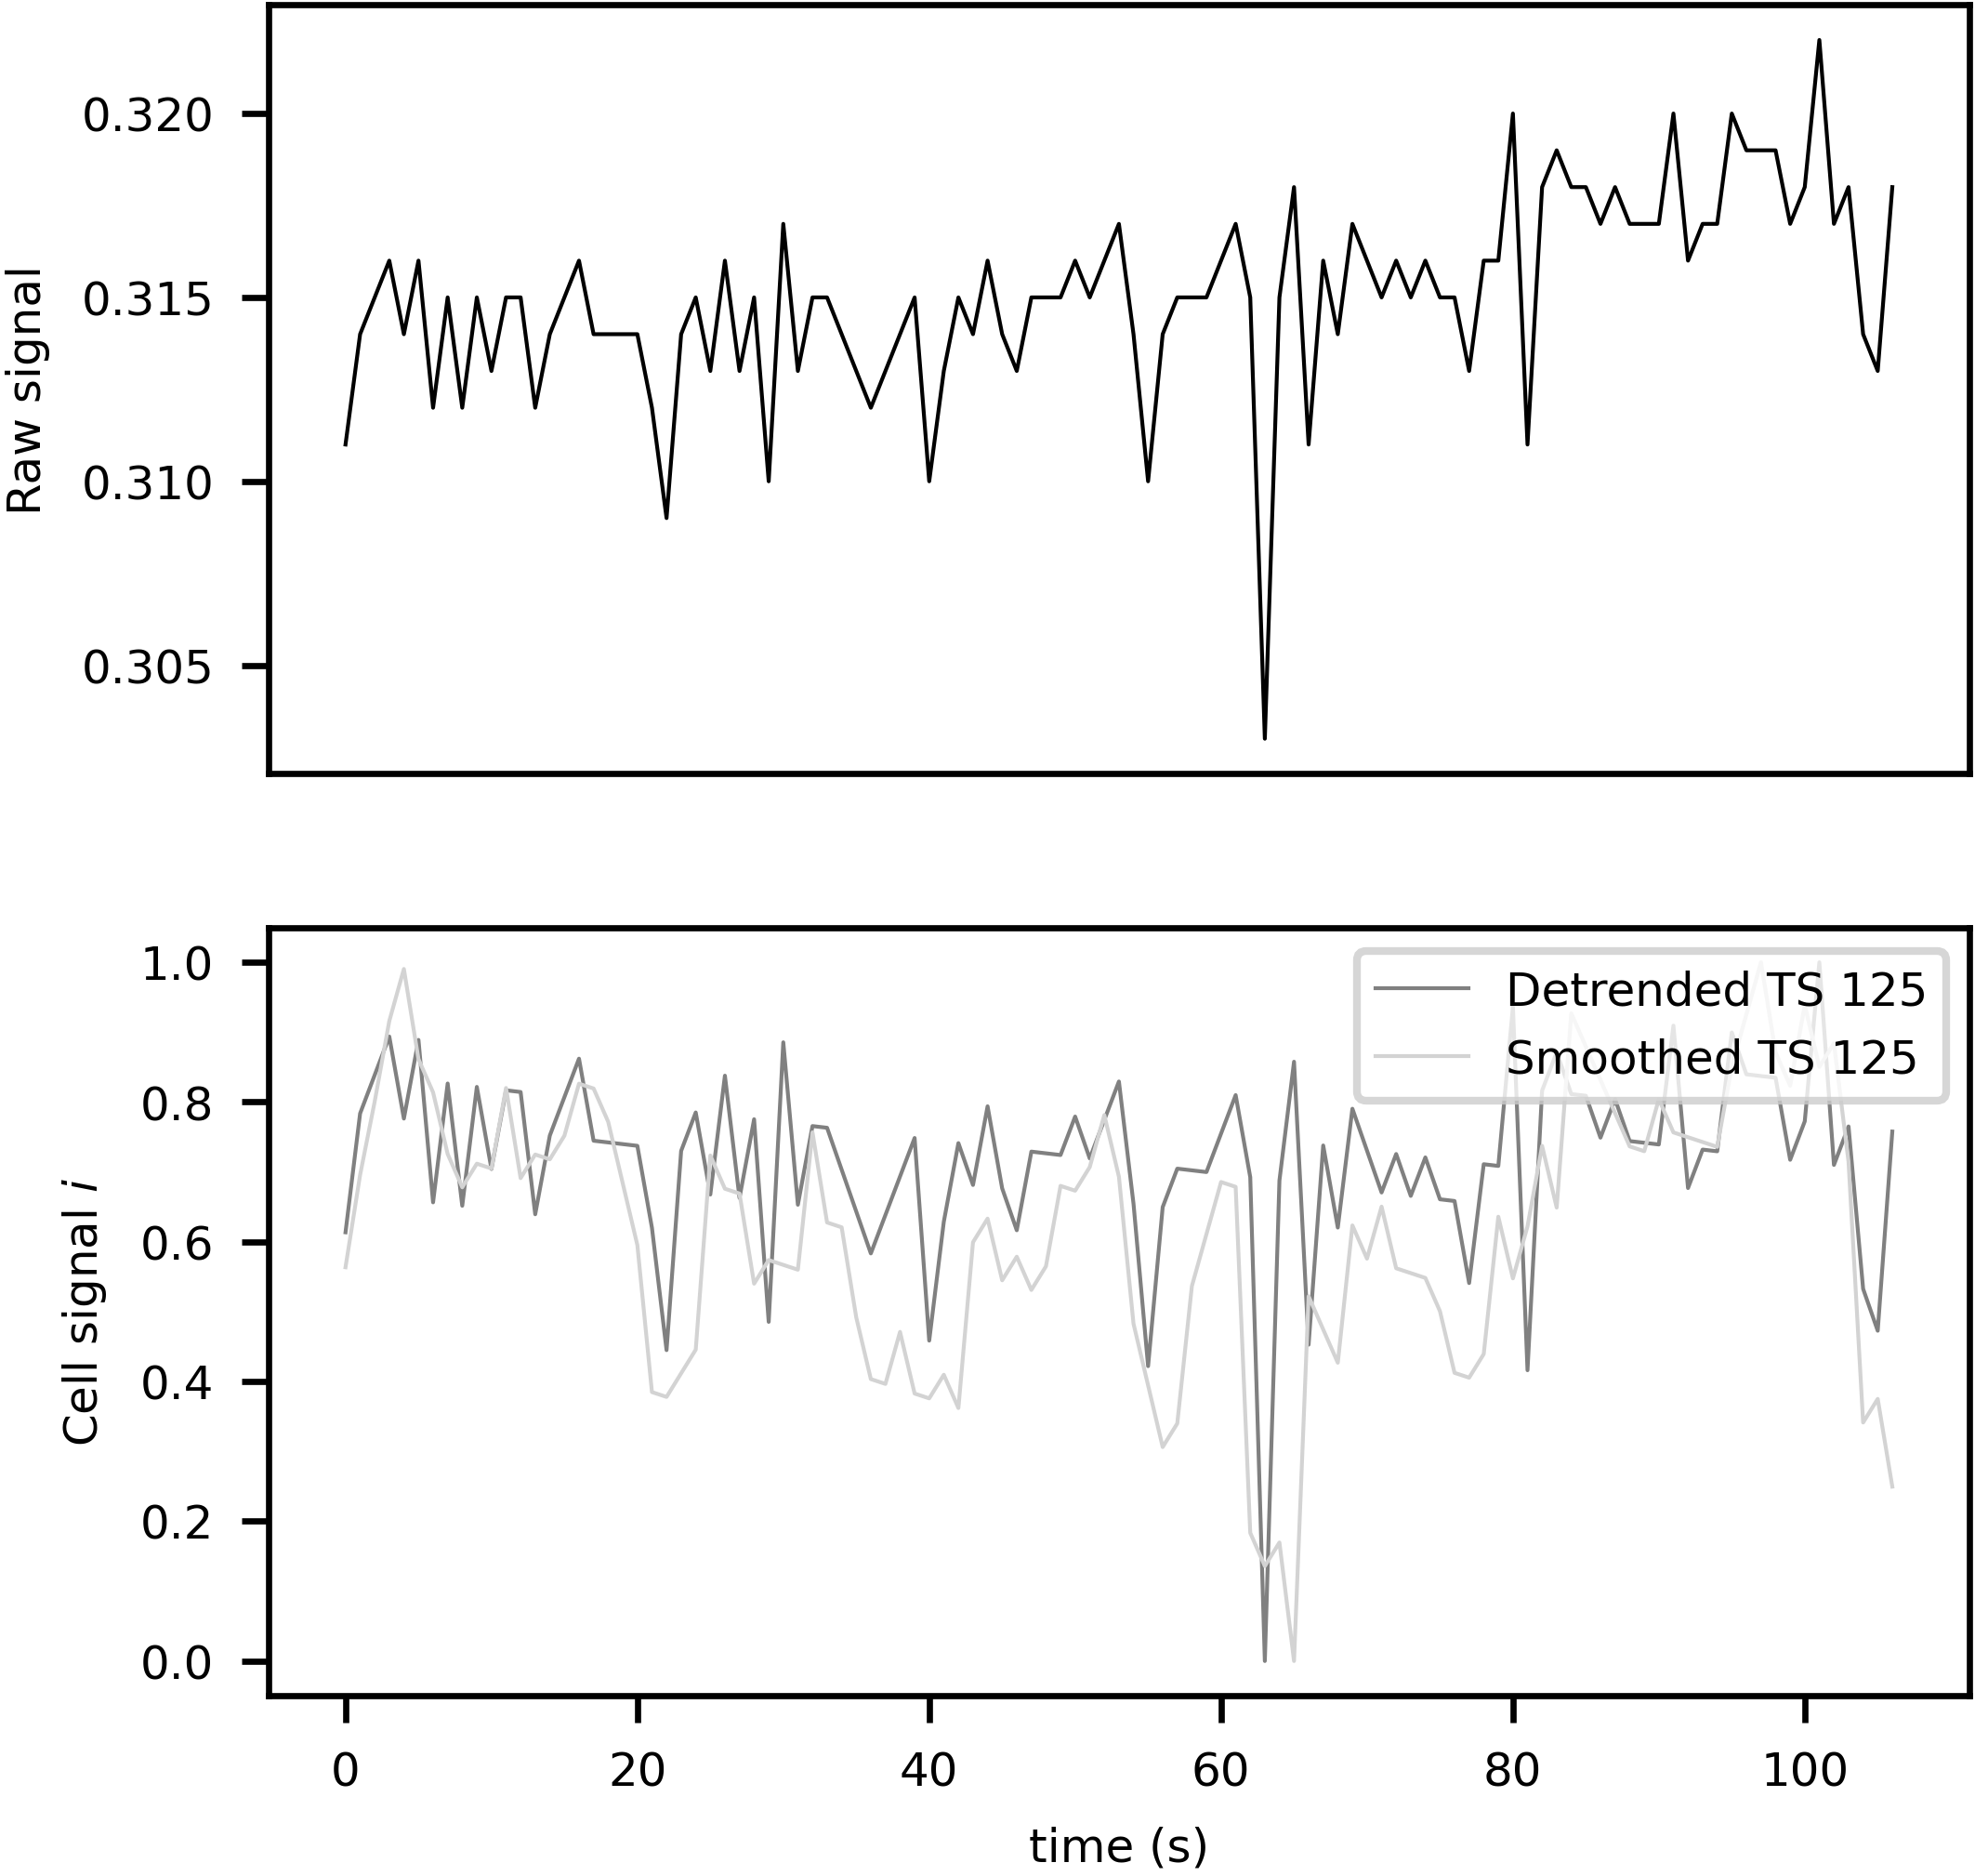 0.320
0.315
0.310
0.305
Raw signal
1.0
0.8
0.6
0.4
0.2
0.0
Cell signal i
Detrended TS 125
Smoothed TS 125
0 20 40 60 80 100
time (s)